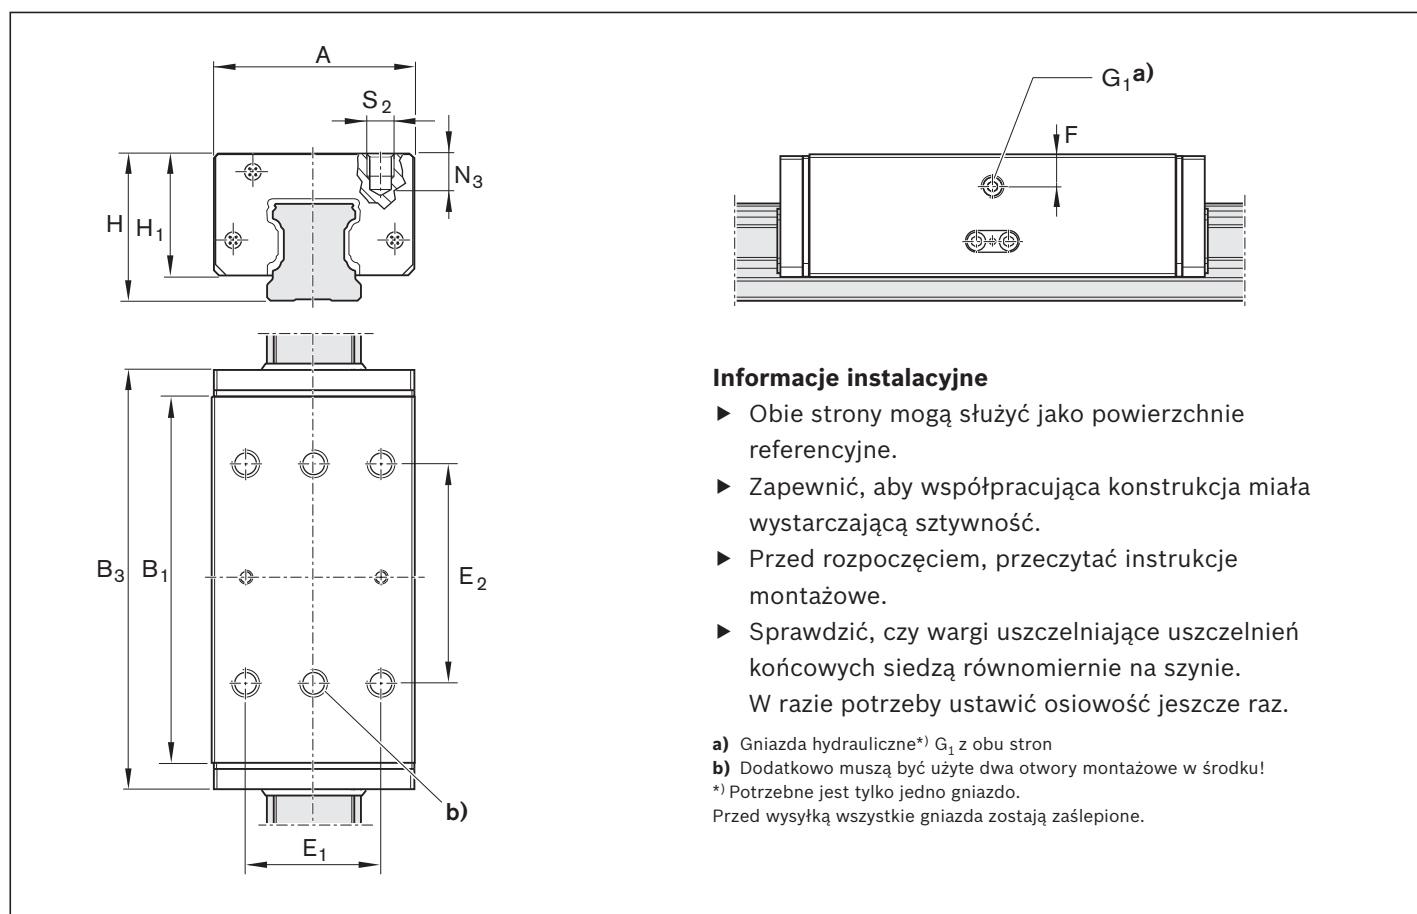 A
S2
N3
H
H1
G1a)
F
B3
B1
E2
b)
E1
Informacje instalacyjne
▶ Obie strony mogą służyć jako powierzchnie
referencyjne.
▶ Zapewnić, aby współpracująca konstrukcja miała
wystarczającą sztywność.
▶ Przed rozpoczęciem, przeczytać instrukcje
montażowe.
▶ Sprawdzić, czy wargi uszczelniające uszczelnień
końcowych siedzą równomiernie na szynie.
W razie potrzeby ustawić osiowość jeszcze raz.
a) Gniazda hydrauliczne*) G1 z obu stron
b) Dodatkowo muszą być użyte dwa otwory montażowe w środku!
*) Potrzebne jest tylko jedno gniazdo.
Przed wysyłką wszystkie gniazda zostają zaślepione.